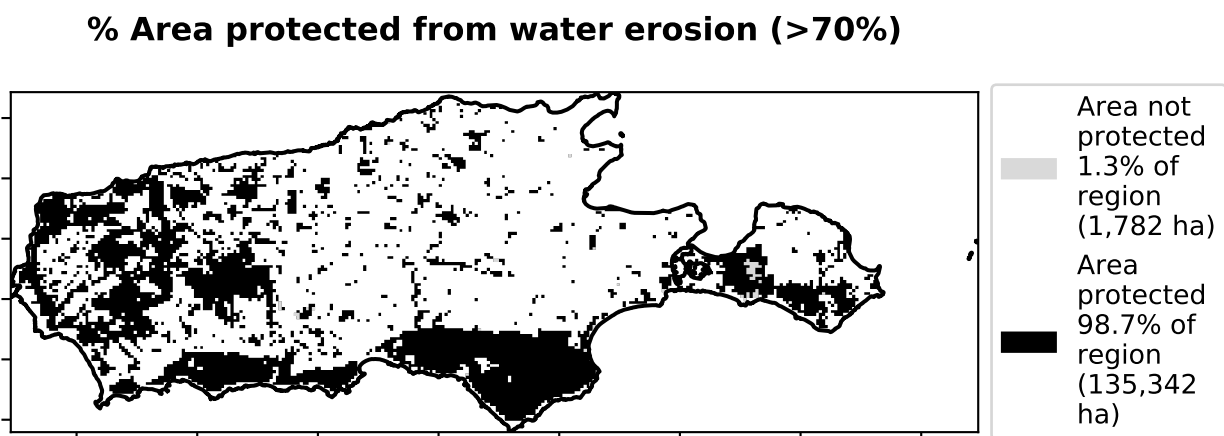 % Area protected from water erosion (>70%)
Area not
protected
1.3% of
region
(1,782 ha)
Area
protected
98.7% of
region
(135,342
ha)